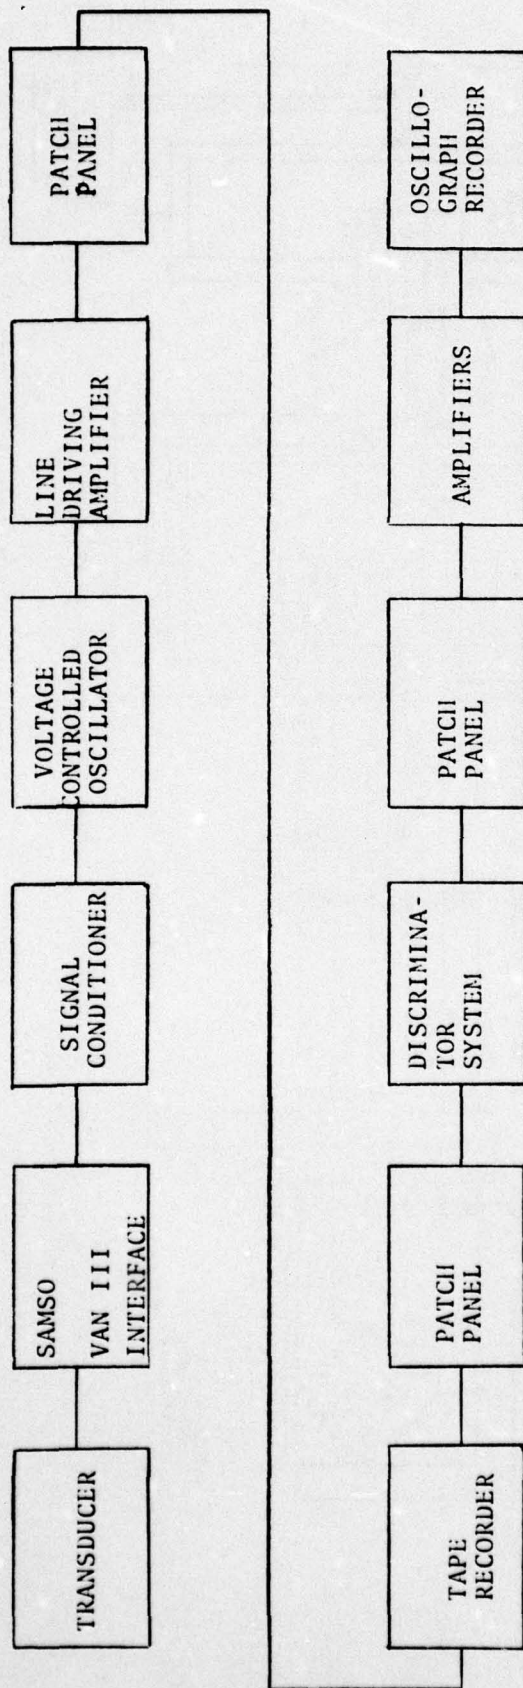 TRANSDUCER
SAMSO
VAN III
INTERFACE
SIGNAL
CONDITIONER
VOLTAGE
CONTROLLED
OSCILLATOR
LINE
DRIVING
AMPLIFIER
PATCH
PANEL
TAPE
RECORDER
PATCH
PANEL
DISCRIMINA-
TOR
SYSTEM
PATCH
PANEL
AMPLIFIERS
OSCILLO-
GRAPH
RECORDER